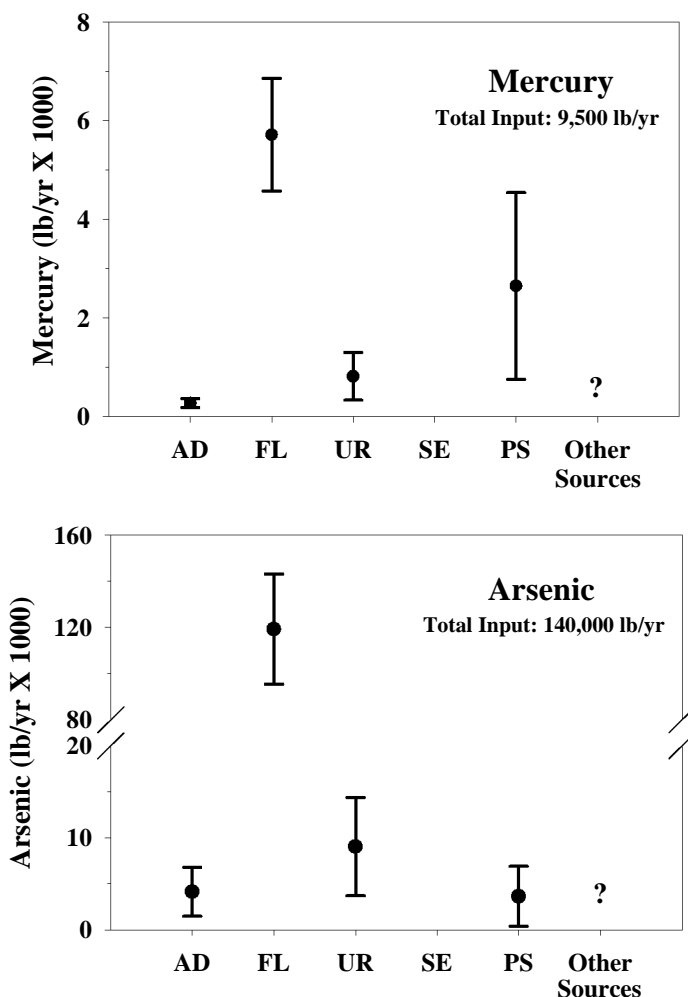 8
6
4
2
0
Mercury (lb/yr X 1000)
Mercury
Total Input: 9,500 lb/yr
?
AD FL UR SE PS Other
Sources
160
120
80
20
10
0
Arsenic (lb/yr X 1000)
Arsenic
Total Input: 140,000 lb/yr
?
AD FL UR SE PS Other
Sources